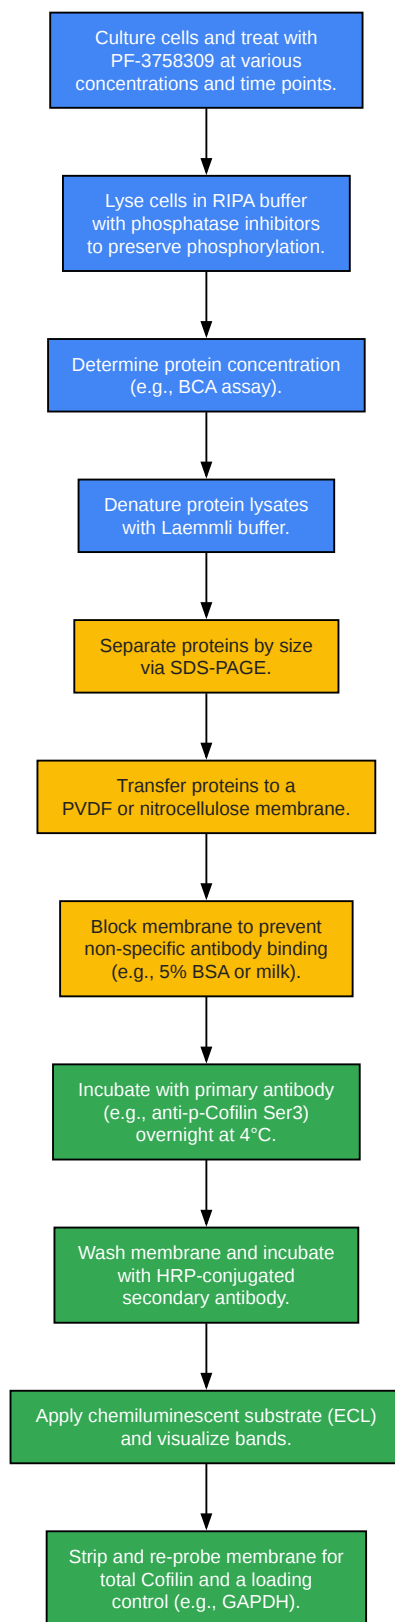 Culture cells and treat with
PF-3758309 at various
concentrations and time points.
Lyse cells in RIPA buffer
with phosphatase inhibitors
to preserve phosphorylation.
Determine protein concentration
(e.g., BCA assay).
Denature protein lysates
with Laemmli buffer.
Separate proteins by size
via SDS-PAGE.
Transfer proteins to a
PVDF or nitrocellulose membrane.
Block membrane to prevent
non-specific antibody binding
(e.g., 5% BSA or milk).
Incubate with primary antibody
(e.g., anti-p-Cofilin Ser3)
overnight at 4°C.
Wash membrane and incubate
with HRP-conjugated
secondary antibody.
Apply chemiluminescent substrate (ECL)
and visualize bands.
Strip and re-probe membrane for
total Cofilin and a loading
control (e.g., GAPDH).